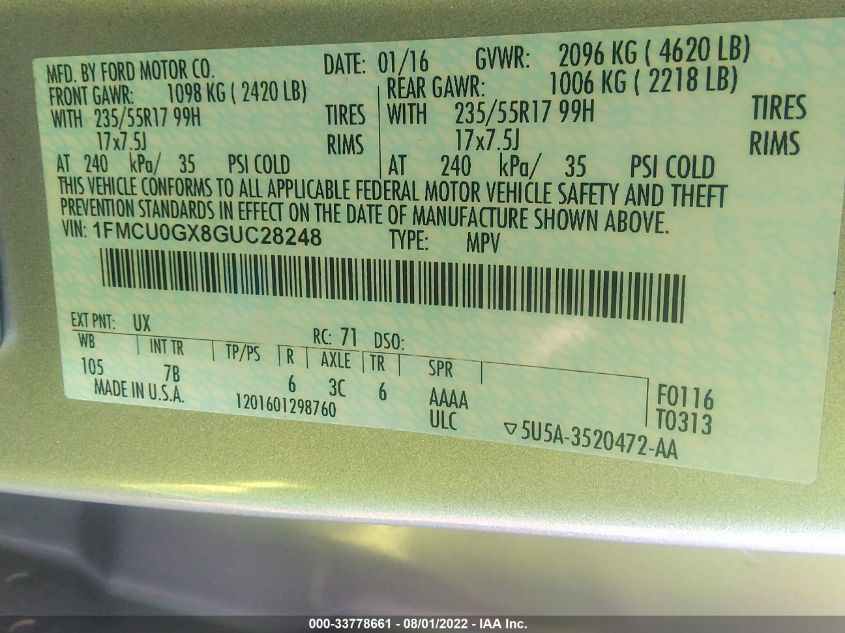 MFD. BY FORD MOTOR CO. DATE: 01/16 GVWR: 2096 KG ( 4620 LB)
FRONT GAWR: 1098 KG ( 2420 LB) REAR GAWR: 1006 KG ( 2218 LB)
WITH 235/55R17 99H TIRES WITH 235/55R17 99H TIRES
17x7.5J RIMS 17x7.5J RIMS
AT 240 kPa/ 35 PSI COLD AT 240 kPa/ 35 PSI COLD
THIS VEHICLE CONFORMS TO ALL APPLICABLE FEDERAL MOTOR VEHICLE SAFETY AND THEFT
PREVENTION STANDARDS IN EFFECT ON THE DATE OF MANUFACTURE SHOWN ABOVE.
VIN: 1FMCU0GX8GUC28248 TYPE: MPV
EXT PNT: UX RC: 71 DSO:
WB INT TR TP/PS R AXLE TR SPR
105 7B 6 3C 6 AAAA F0116
MADE IN U.S.A. 1201601298760 ULC T0313
▽5U5A-3520472-AA
000-33778661 - 08/01/2022 - IAA Inc.